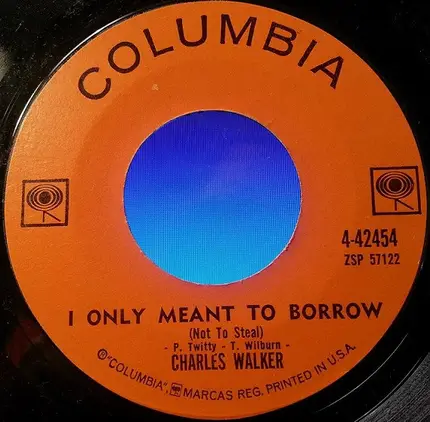 COLUMBIA
4-42454
ZSP 57122
I ONLY MEANT TO BORROW
(Not To Steal)
- P. Twitty - T. Wilburn -
CHARLES WALKER
® "COLUMBIA", MARCAS REG. PRINTED IN U.S.A.